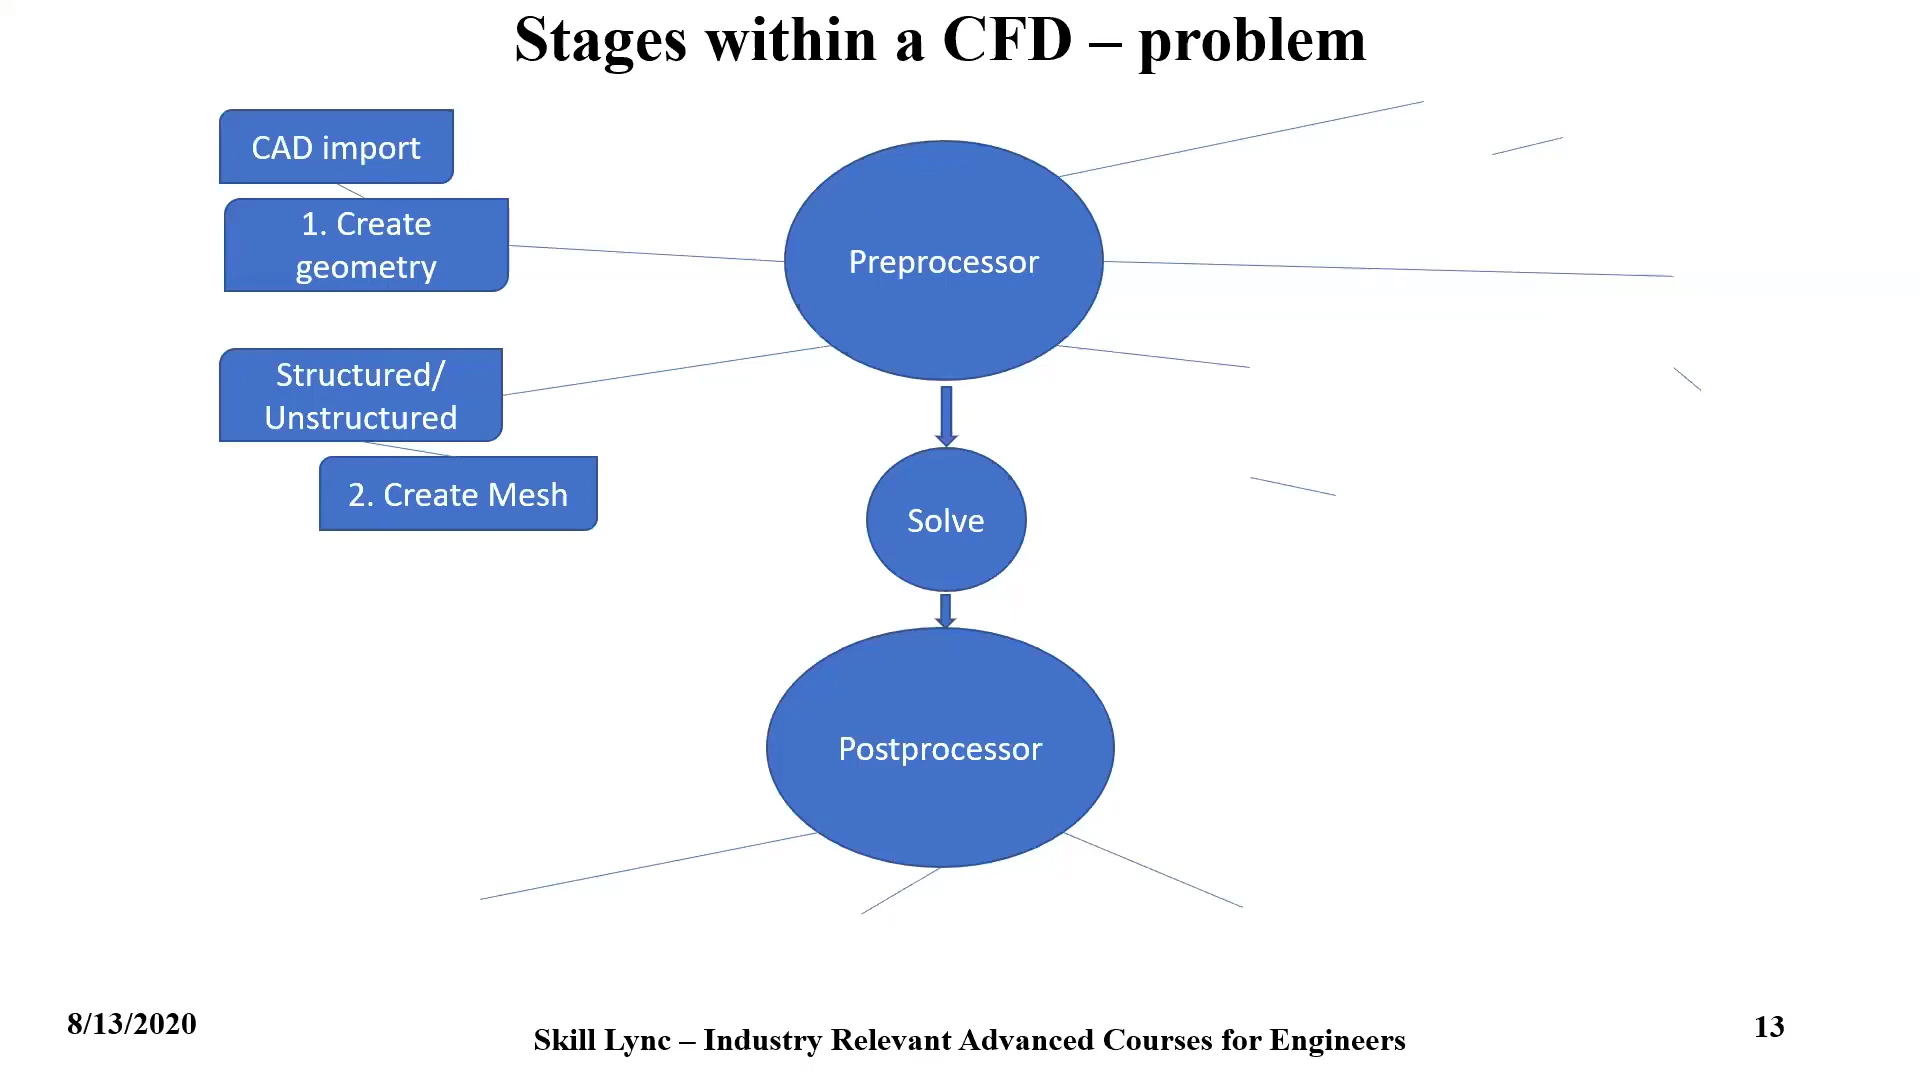 Stages within a CFD – problem
CAD import
1. Create
geometry
Structured/
Unstructured
2. Create Mesh
Preprocessor
Solve
Postprocessor
8/13/2020
Skill Lync – Industry Relevant Advanced Courses for Engineers
13